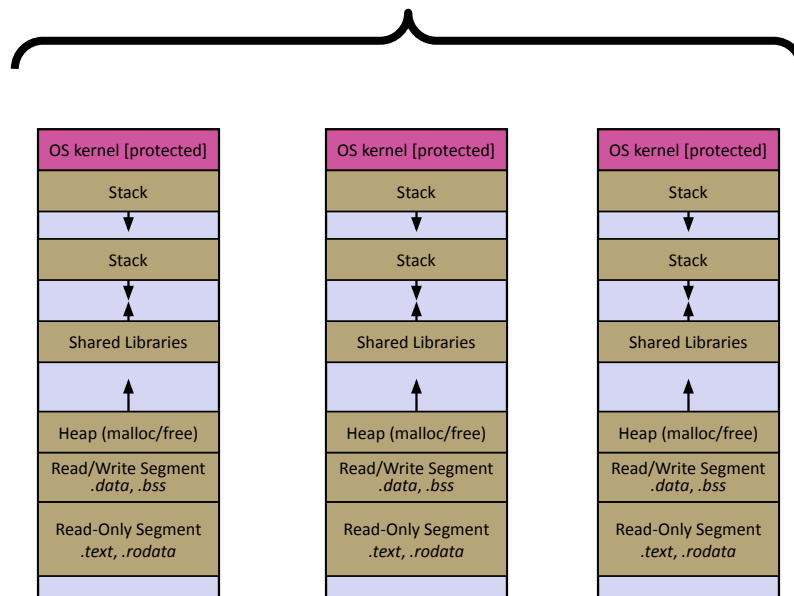 OS kernel [protected]
Stack
Stack
Shared Libraries
Heap (malloc/free)
Read/Write Segment
.data, .bss
Read-Only Segment
.text, .rodata
OS kernel [protected]
Stack
Stack
Shared Libraries
Heap (malloc/free)
Read/Write Segment
.data, .bss
Read-Only Segment
.text, .rodata
OS kernel [protected]
Stack
Stack
Shared Libraries
Heap (malloc/free)
Read/Write Segment
.data, .bss
Read-Only Segment
.text, .rodata